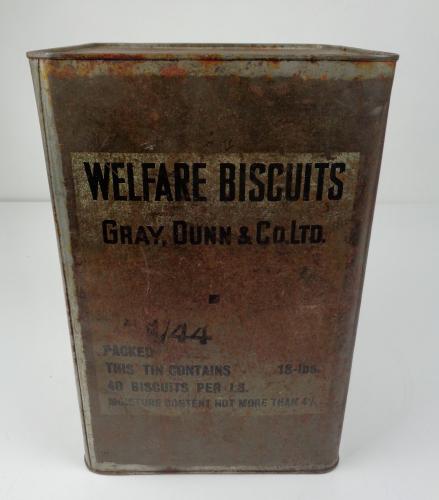 WELFARE BISCUITS
GRAY, DUNN & CO. LTD.
/44
PACKED
THIS TIN CONTAINS 18-lbs.
40 BISCUITS PER LB.
MOISTURE CONTENT NOT MORE THAN 4%